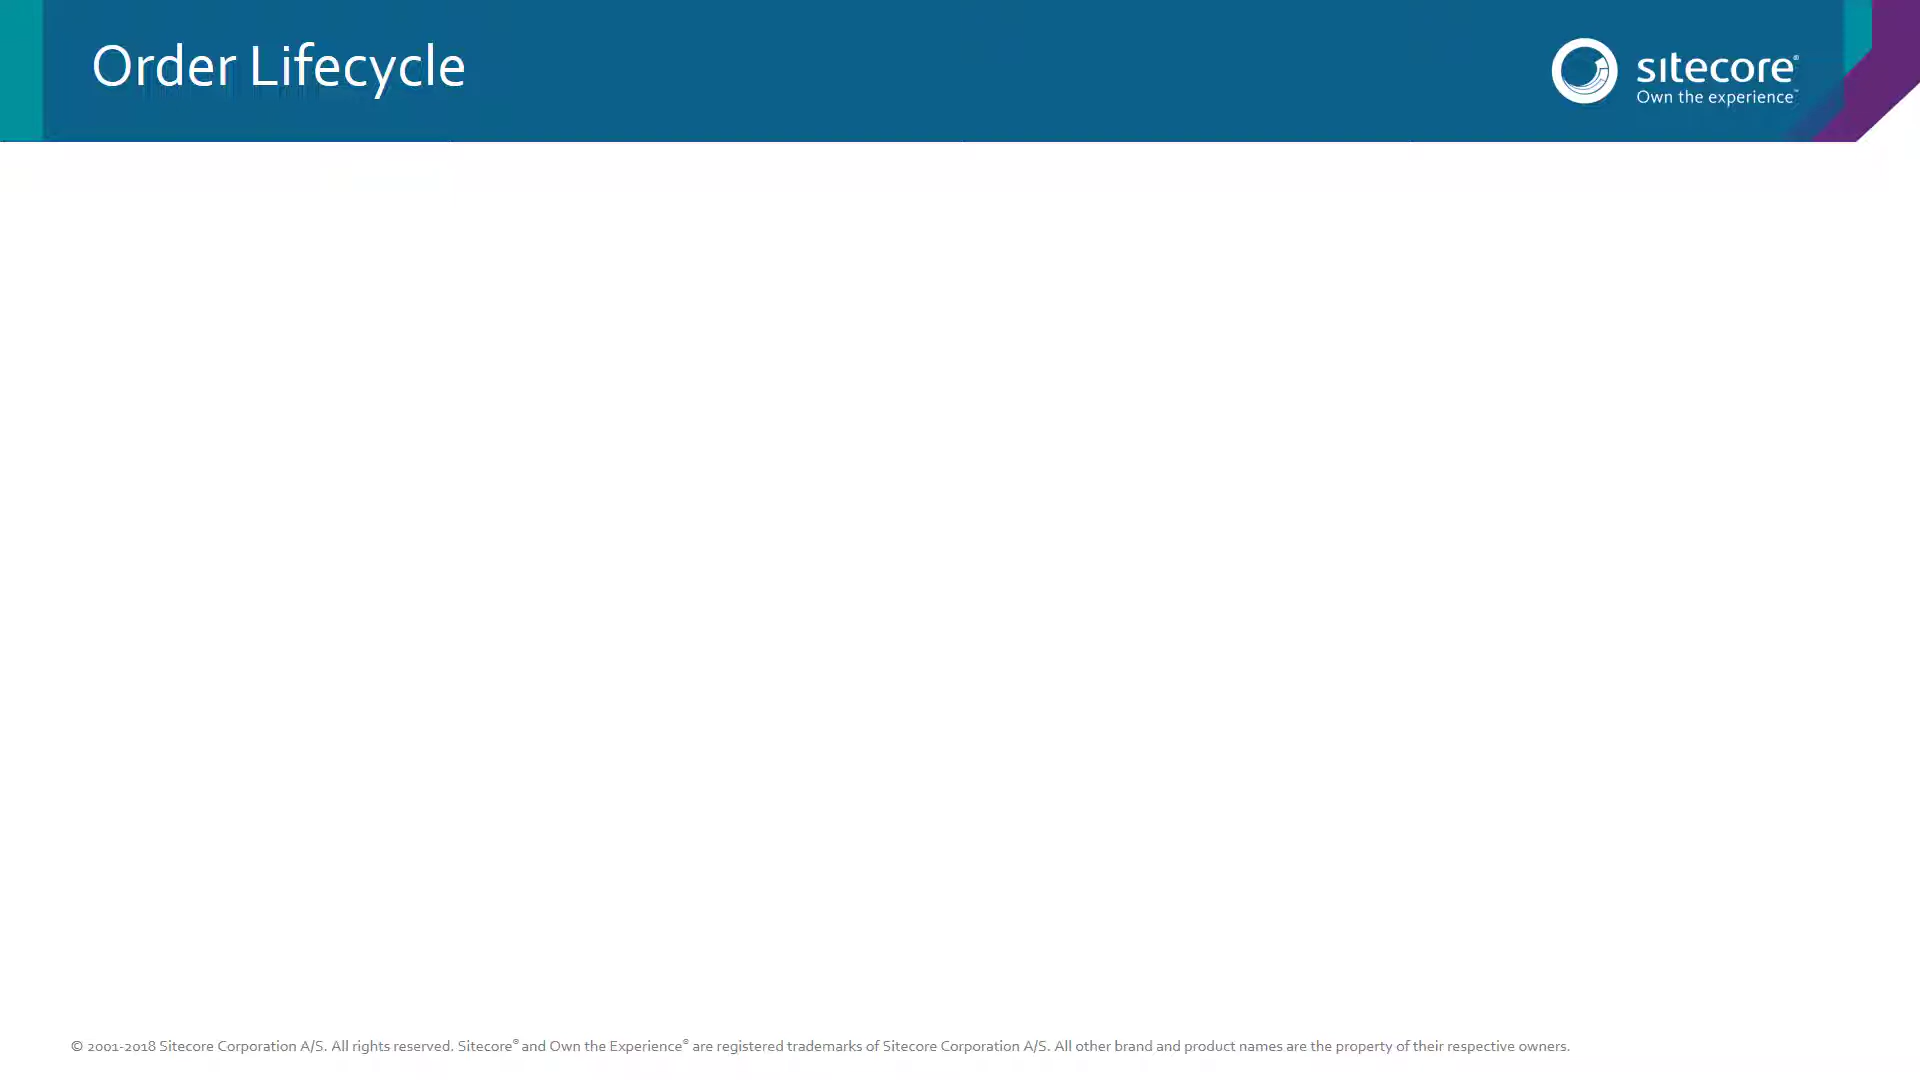 Order Lifecycle
sitecore®
Own the experience™
© 2001-2018 Sitecore Corporation A/S. All rights reserved. Sitecore® and Own the Experience® are registered trademarks of Sitecore Corporation A/S. All other brand and product names are the property of their respective owners.